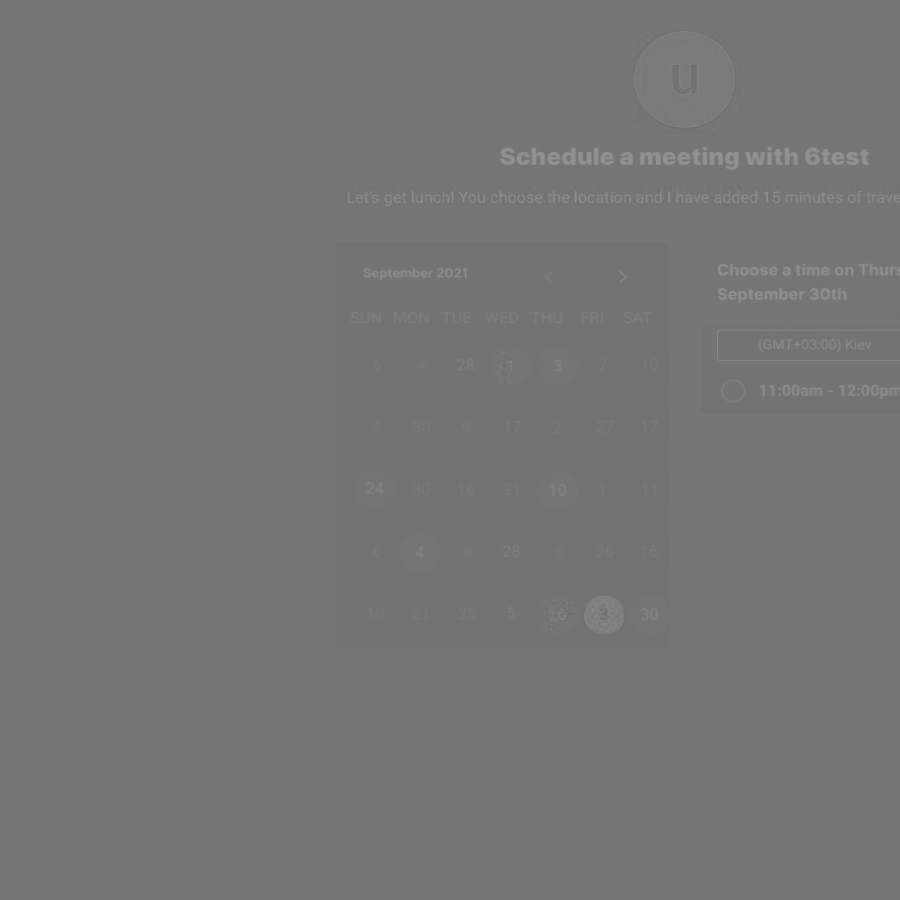 u
Schedule a meeting with 6test
Let's get lunch! You choose the location and I have added 15 minutes of trave
September 2021
SUN MON TUE WED THU FRI SAT
6 4 28 1 3 2 10
4 30 9 17 2 27 17
24 30 16 21 10 1 11
6 4 6 28 6 26 16
10 21 25 5 16 3 30
Choose a time on Thurs
September 30th
(GMT+03:00) Kiev
11:00am - 12:00pm